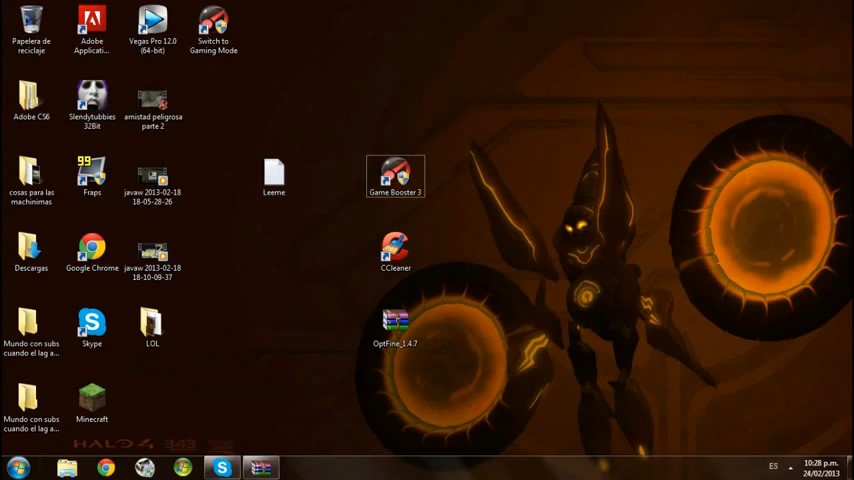 Papelera de
reciclaje
Adobe
Applicati...
Vegas Pro 12.0
(64-bit)
Switch to
Gaming Mode
Adobe CS6
Slendytubbies
32Bit
amistad peligrosa
parte 2
cosas para las
machinimas
99
Fraps
javaw 2013-02-18
18-05-28-26
Leeme
Game Booster 3
Descargas
Google Chrome
javaw 2013-02-18
18-10-09-37
CCleaner
Mundo con subs
cuando el lag a...
Skype
LOL
OptFine_1.4.7
Mundo con subs
cuando el lag a...
Minecraft
HALO 4 343
ES
10:28 p.m.
24/02/2013